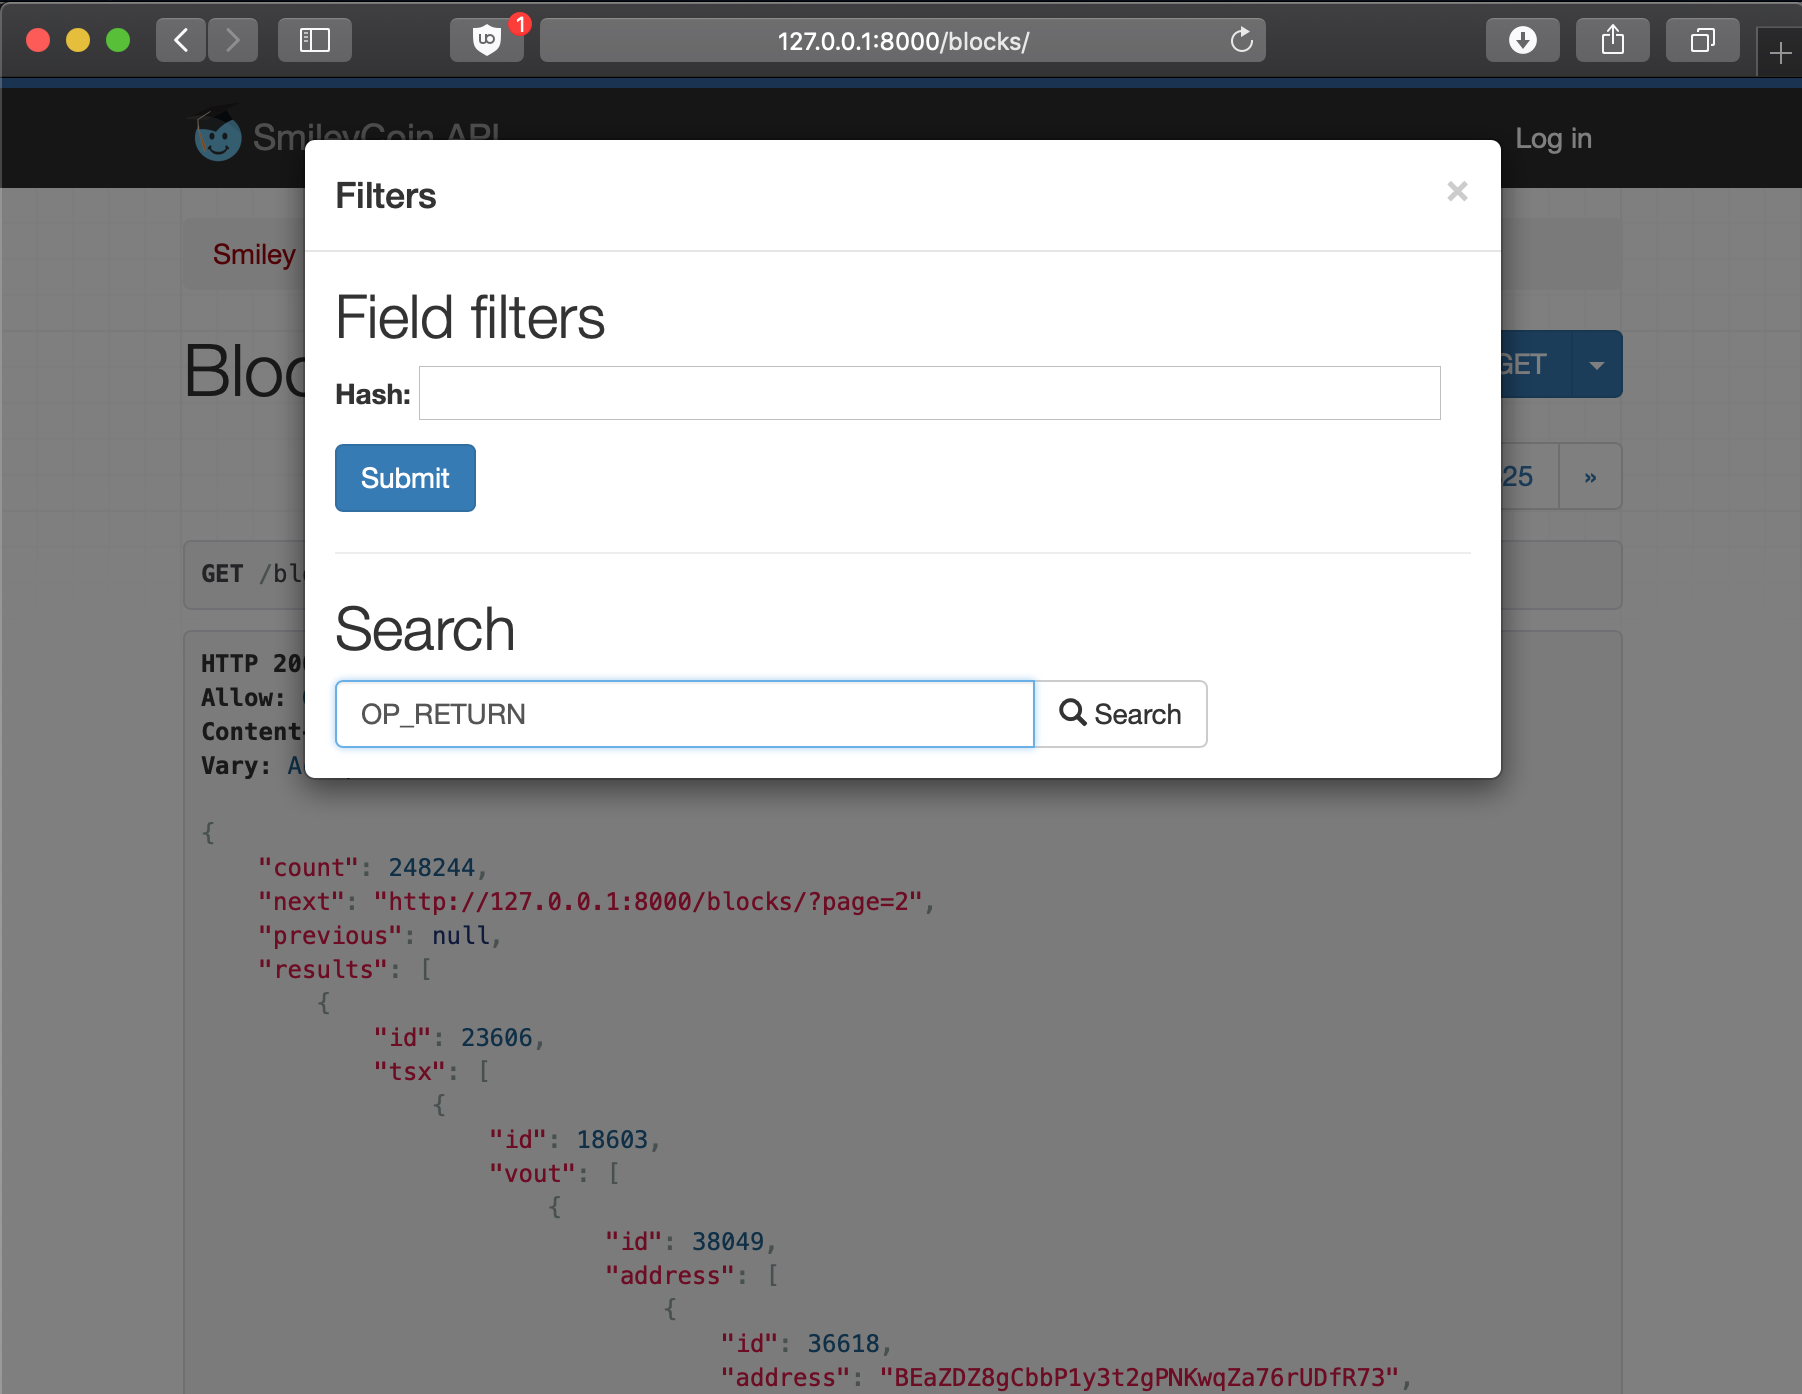 1
127.0.0.1:8000/blocks/
SmileyCoin API
Log in
Filters
×
Smiley
Field filters
Bloc
GET
Hash:
Submit
25 »
GET /bl
Search
HTTP 20
Allow:
OP_RETURN Search
Content-
Vary: A
{
"count": 248244,
"next": "http://127.0.0.1:8000/blocks/?page=2",
"previous": null,
"results": [
{
"id": 23606,
"tsx": [
{
"id": 18603,
"vout": [
{
"id": 38049,
"address": [
{
"id": 36618,
"address": "BEaZDZ8gCbbP1y3t2gPNKwqZa76rUDfR73",